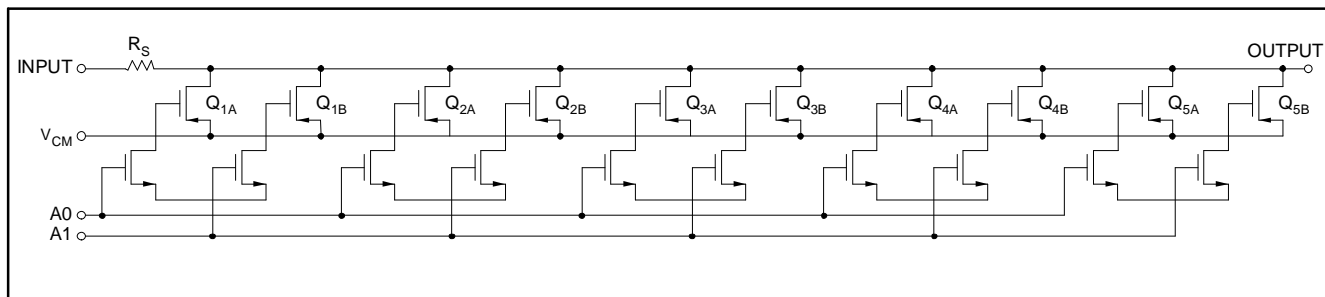 R_S
INPUT
OUTPUT
Q_1A
Q_1B
Q_2A
Q_2B
Q_3A
Q_3B
Q_4A
Q_4B
Q_5A
Q_5B
V_CM
A0
A1